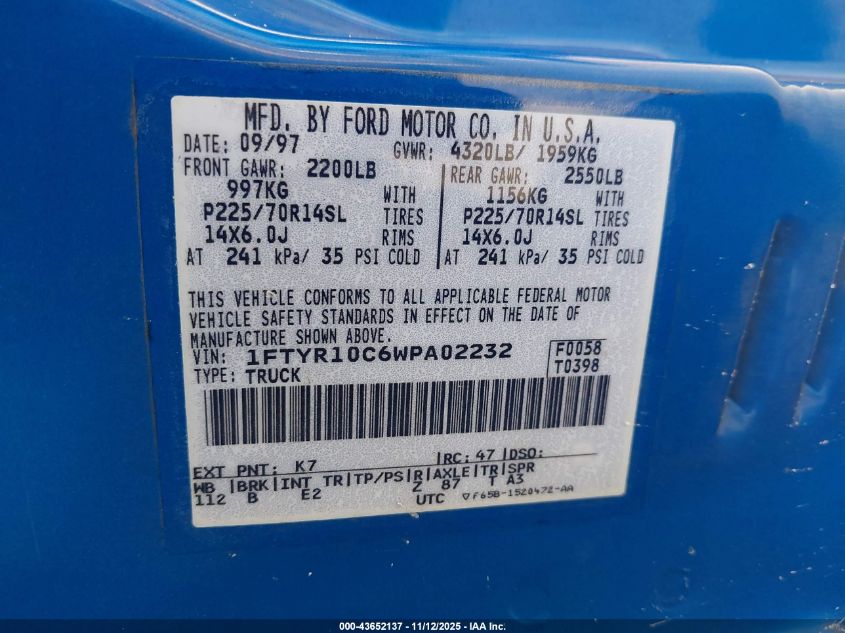 MFD. BY FORD MOTOR CO. IN U.S.A.
DATE: 09/97 GVWR: 4320LB/ 1959KG
FRONT GAWR: 2200LB REAR GAWR: 2550LB
997KG WITH 1156KG WITH
P225/70R14SL TIRES P225/70R14SL TIRES
14X6.0J RIMS 14X6.0J RIMS
AT 241 kPa/ 35 PSI COLD AT 241 kPa/ 35 PSI COLD
THIS VEHICLE CONFORMS TO ALL APPLICABLE FEDERAL MOTOR
VEHICLE SAFETY STANDARDS IN EFFECT ON THE DATE OF
MANUFACTURE SHOWN ABOVE.
VIN: 1FTYR10C6WPA02232 F0058
TYPE: TRUCK T0398
EXT PNT: K7 RC: 47 DSO:
WB BRK INT TR TP/PS R AXLE TR SPR
112 B E2 Z 87 T A3
UTC F65B-1520472-AA
000-43652137 - 11/12/2025 - IAA Inc.